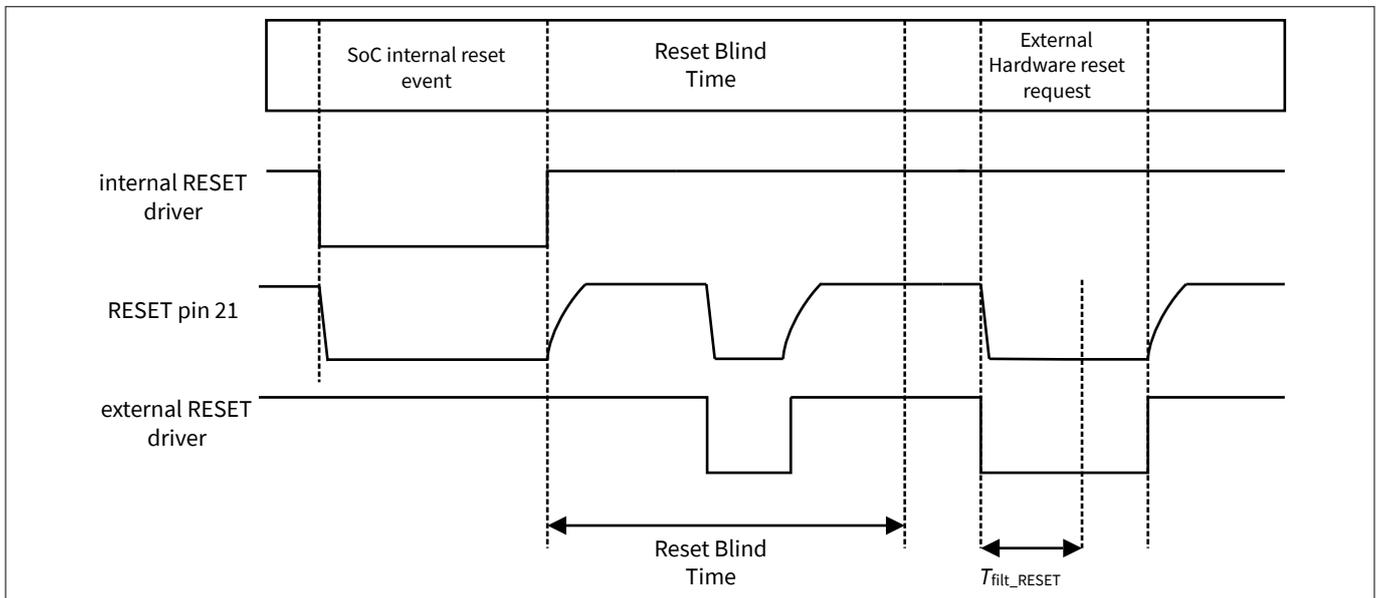 SoC internal reset
event
Reset Blind
Time
External
Hardware reset
request
internal RESET
driver
RESET pin 21
external RESET
driver
Reset Blind
Time
Tfilt_RESET